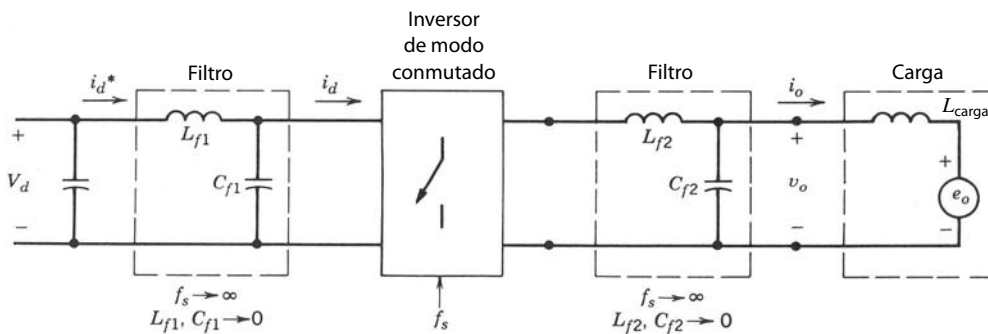 Inversor
de modo
conmutado
i_d*
Filtro
i_d
Filtro
i_o
Carga
L_f1
C_f1
L_f2
C_f2
L_carga
+
V_d
−
+
v_o
−
+
e_o
−
f_s → ∞
L_f1, C_f1 → 0
f_s
f_s → ∞
L_f2, C_f2 → 0